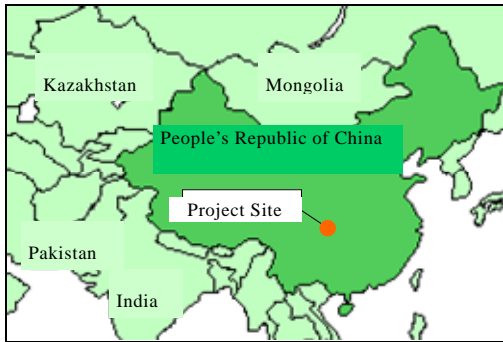 Kazakhstan
Mongolia
People's Republic of China
Project Site
Pakistan
India